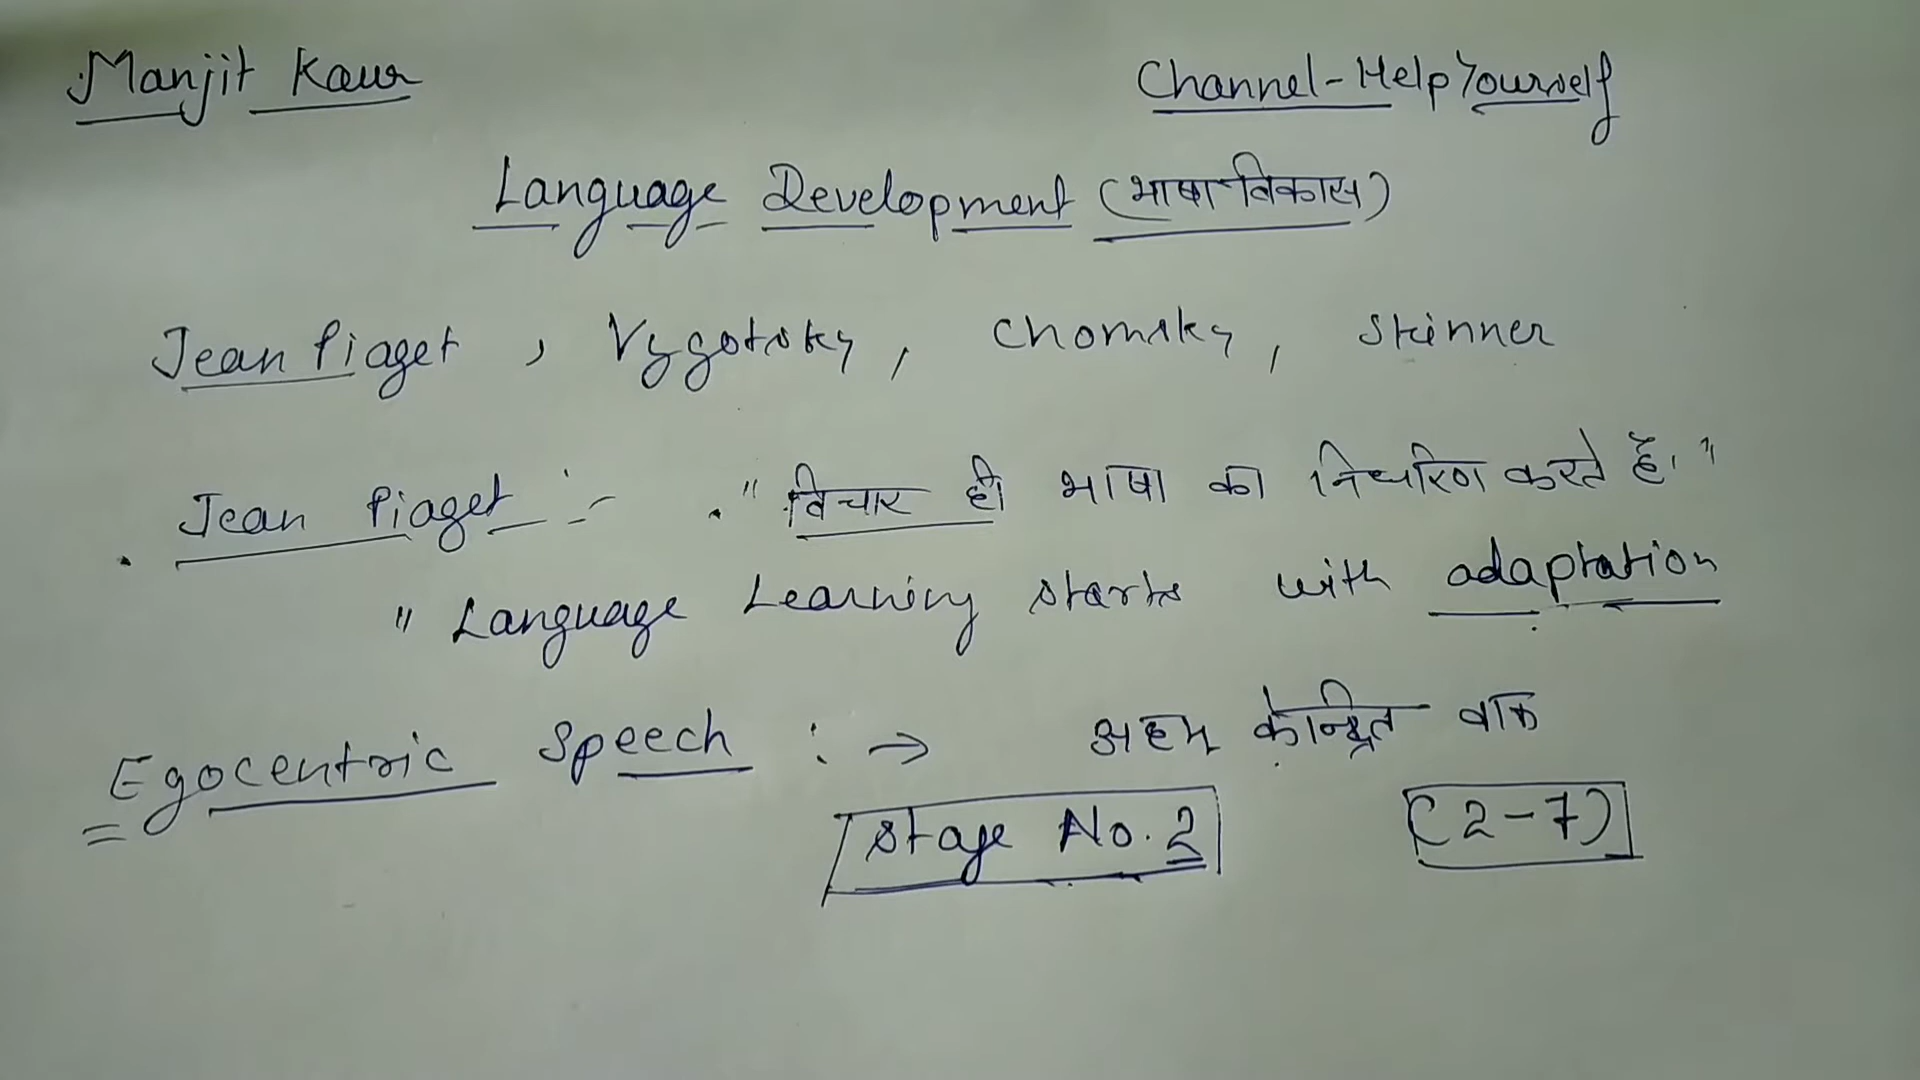 Manjit Kaur Channel-HelpYourself
Language Development (भाषा विकास)
Jean Piaget , Vygotsky , Chomsky , Skinner
. Jean Piaget :- . " विचार ही भाषा का निर्धारण करते हैं। "
" Language Learning starts with adaptation
Egocentric Speech : → अहम केन्द्रित वाक
Stage No. 2 (2-7)